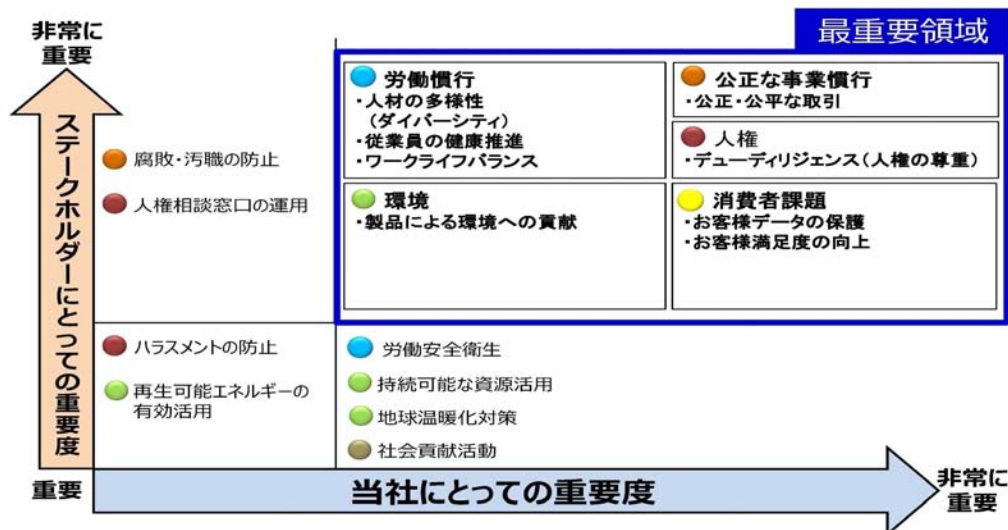 非常に
重要
最重要領域
ステークホルダーにとっての重要度
腐敗・汚職の防止
人権相談窓口の運用
労働慣行
・人材の多様性
(ダイバーシティ)
・従業員の健康推進
・ワークライフバランス
公正な事業慣行
・公正・公平な取引
人権
・デューディリジェンス(人権の尊重)
環境
・製品による環境への貢献
消費者課題
・お客様データの保護
・お客様満足度の向上
ハラスメントの防止
再生可能エネルギーの
有効活用
労働安全衛生
持続可能な資源活用
地球温暖化対策
社会貢献活動
重要
当社にとっての重要度
非常に
重要